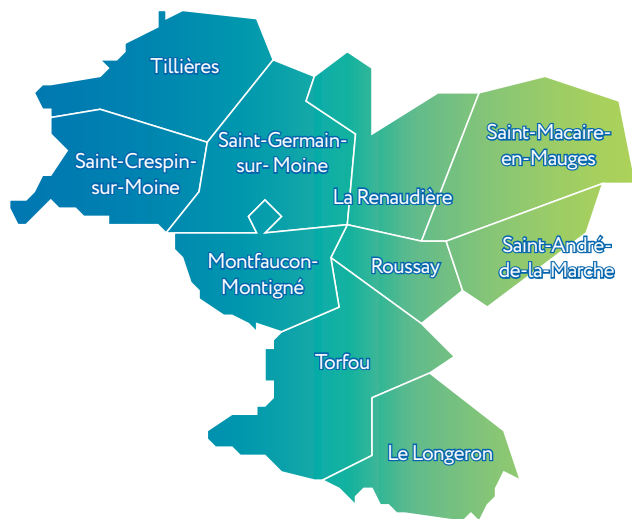 Tillières
Saint-Germain-
sur- Moine
Saint-Macaire-
en-Mauges
Saint-Crespin-
sur-Moine
La Renaudière
Saint-André-
de-la-Marche
Montfaucon-
Montigné
Roussay
Torfou
Le Longeron